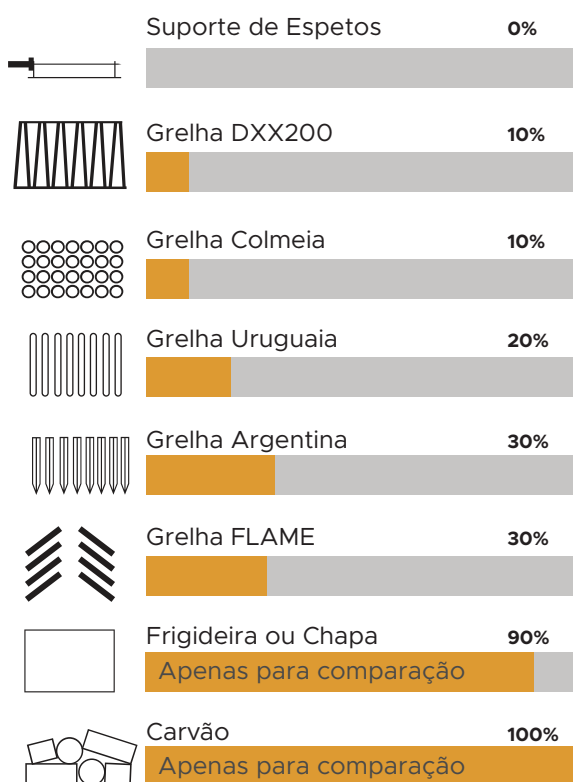 Suporte de Espetos 0%
Grelha DXX200 10%
Grelha Colmeia 10%
Grelha Uruguaia 20%
Grelha Argentina 30%
Grelha FLAME 30%
Frigideira ou Chapa 90%
Apenas para comparação
Carvão 100%
Apenas para comparação